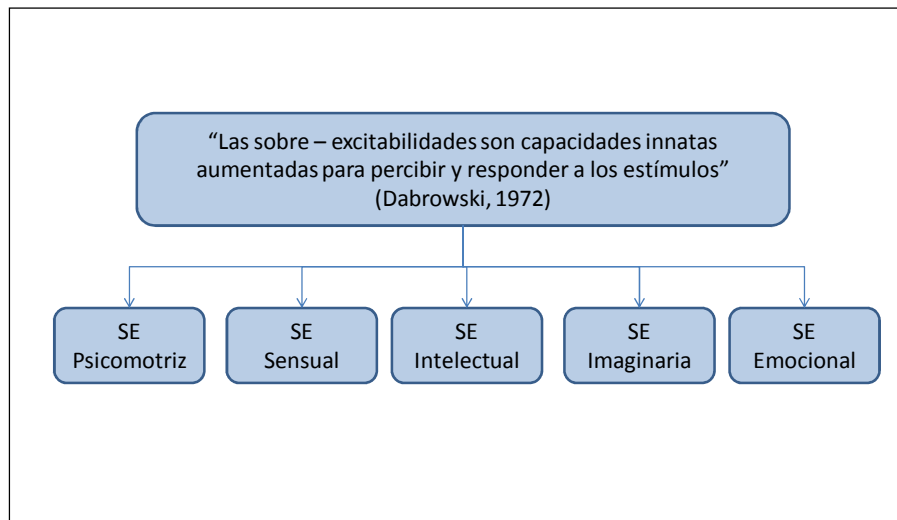 “Las sobre – excitabilidades son capacidades innatas
aumentadas para percibir y responder a los estímulos”
(Dabrowski, 1972)
SE
Psicomotriz
SE
Sensual
SE
Intelectual
SE
Imaginaria
SE
Emocional